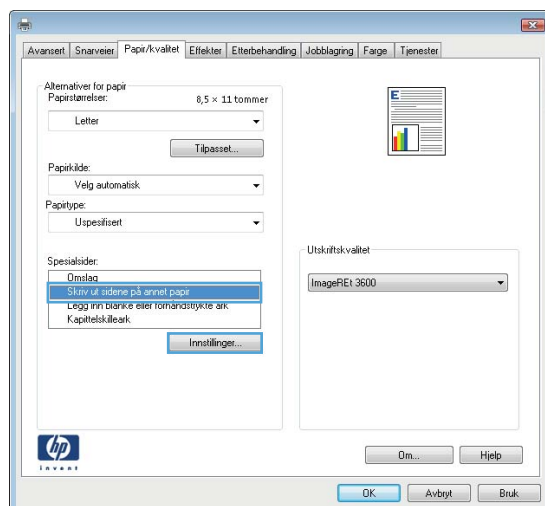 Avansert Snarveier Papir/kvalitet Effekter Etterbehandling Jobblagring Farge Tjenester
Alternativer for papir
Papirstørrelser: 8,5 × 11 tommer
Letter
Tilpasset...
Papirkilde:
Velg automatisk
Papirtype:
Uspesifisert
Spesialsider:
Omslag
Skriv ut sidene på annet papir
Legg inn blanke eller forhåndstrykte ark
Kapittelskilleark
Innstillinger...
E
Utskriftskvalitet
ImageREt 3600
hp
invent
Om... Hjelp
OK Avbryt Bruk